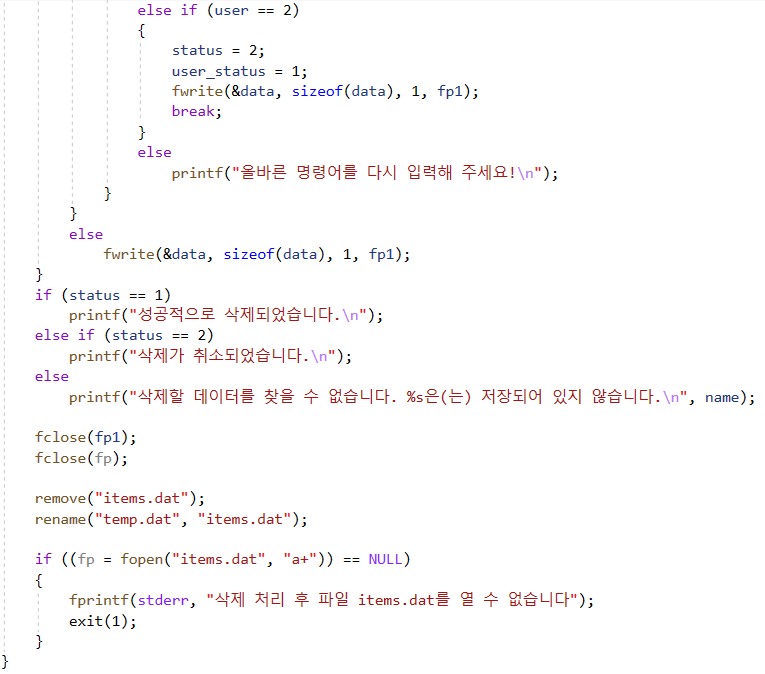 else if (user == 2)
{
status = 2;
user_status = 1;
fwrite(&data, sizeof(data), 1, fp1);
break;
}
else
printf("올바른 명령어를 다시 입력해 주세요!\n");
}
}
else
fwrite(&data, sizeof(data), 1, fp1);
}
if (status == 1)
printf("성공적으로 삭제되었습니다.\n");
else if (status == 2)
printf("삭제가 취소되었습니다.\n");
else
printf("삭제할 데이터를 찾을 수 없습니다. %s은(는) 저장되어 있지 않습니다.\n", name);
fclose(fp1);
fclose(fp);
remove("items.dat");
rename("temp.dat", "items.dat");
if ((fp = fopen("items.dat", "a+")) == NULL)
{
fprintf(stderr, "삭제 처리 후 파일 items.dat를 열 수 없습니다");
exit(1);
}
}